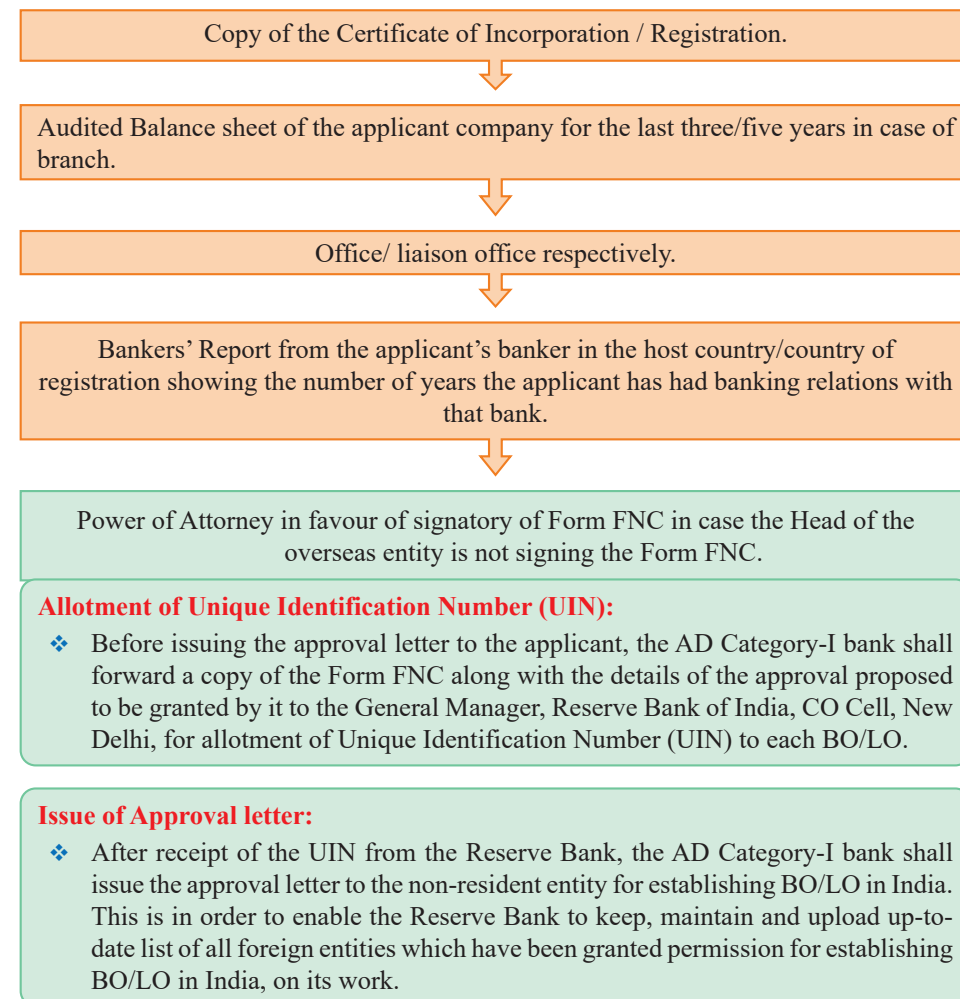 Copy of the Certificate of Incorporation / Registration.
Audited Balance sheet of the applicant company for the last three/five years in case of
branch.
Office/ liaison office respectively.
Bankers’ Report from the applicant’s banker in the host country/country of
registration showing the number of years the applicant has had banking relations with
that bank.
Power of Attorney in favour of signatory of Form FNC in case the Head of the
overseas entity is not signing the Form FNC.
Allotment of Unique Identification Number (UIN):
❖ Before issuing the approval letter to the applicant, the AD Category-I bank shall
forward a copy of the Form FNC along with the details of the approval proposed
to be granted by it to the General Manager, Reserve Bank of India, CO Cell, New
Delhi, for allotment of Unique Identification Number (UIN) to each BO/LO.
Issue of Approval letter:
❖ After receipt of the UIN from the Reserve Bank, the AD Category-I bank shall
issue the approval letter to the non-resident entity for establishing BO/LO in India.
This is in order to enable the Reserve Bank to keep, maintain and upload up-to-
date list of all foreign entities which have been granted permission for establishing
BO/LO in India, on its work.